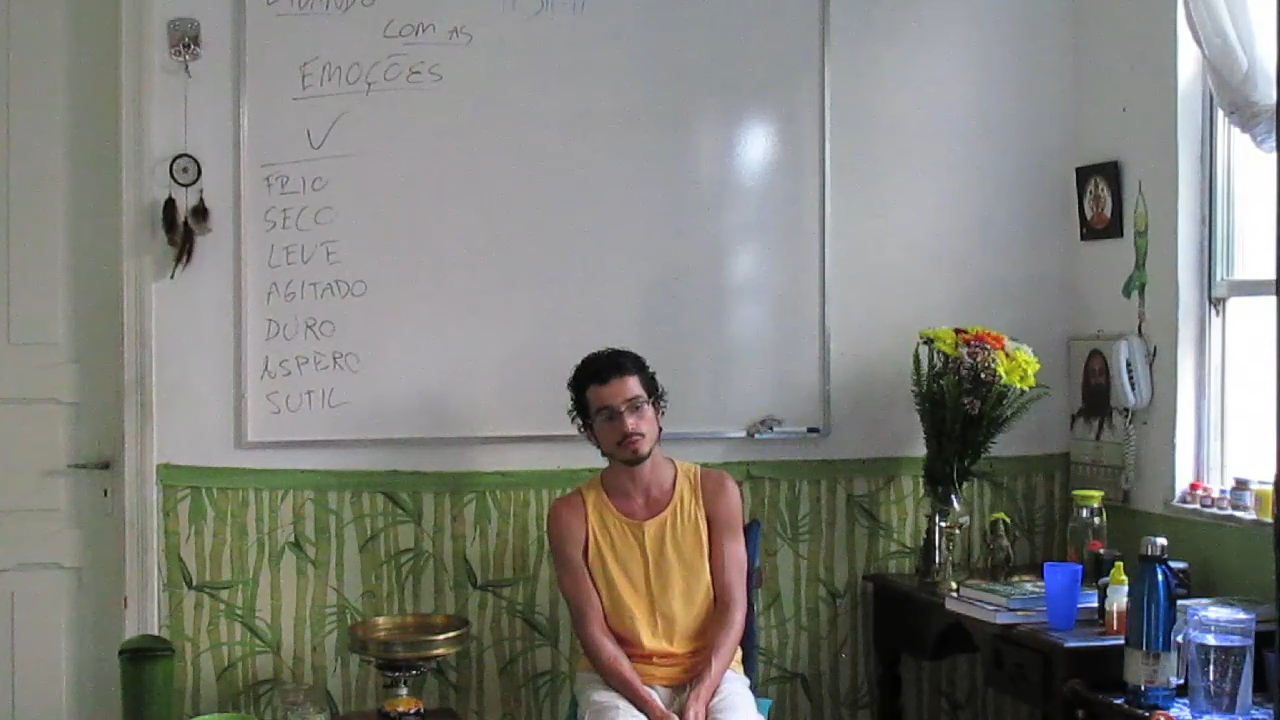 COM AS
EMOÇÕES
V
FRIO
SECO
LEVE
AGITADO
DURO
ÁSPERO
SUTIL